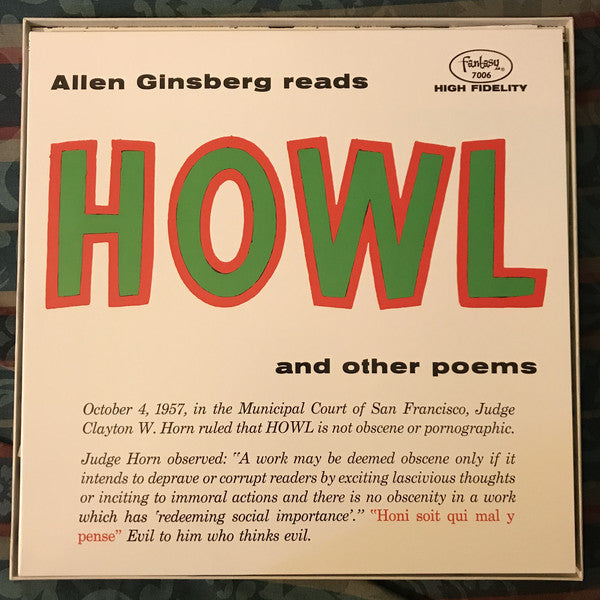 Allen Ginsberg reads
Fantasy
7006
HIGH FIDELITY
HOWL
and other poems
October 4, 1957, in the Municipal Court of San Francisco, Judge
Clayton W. Horn ruled that HOWL is not obscene or pornographic.
Judge Horn observed: "A work may be deemed obscene only if it
intends to deprave or corrupt readers by exciting lascivious thoughts
or inciting to immoral actions and there is no obscenity in a work
which has 'redeeming social importance'." "Honi soit qui mal y
pense" Evil to him who thinks evil.